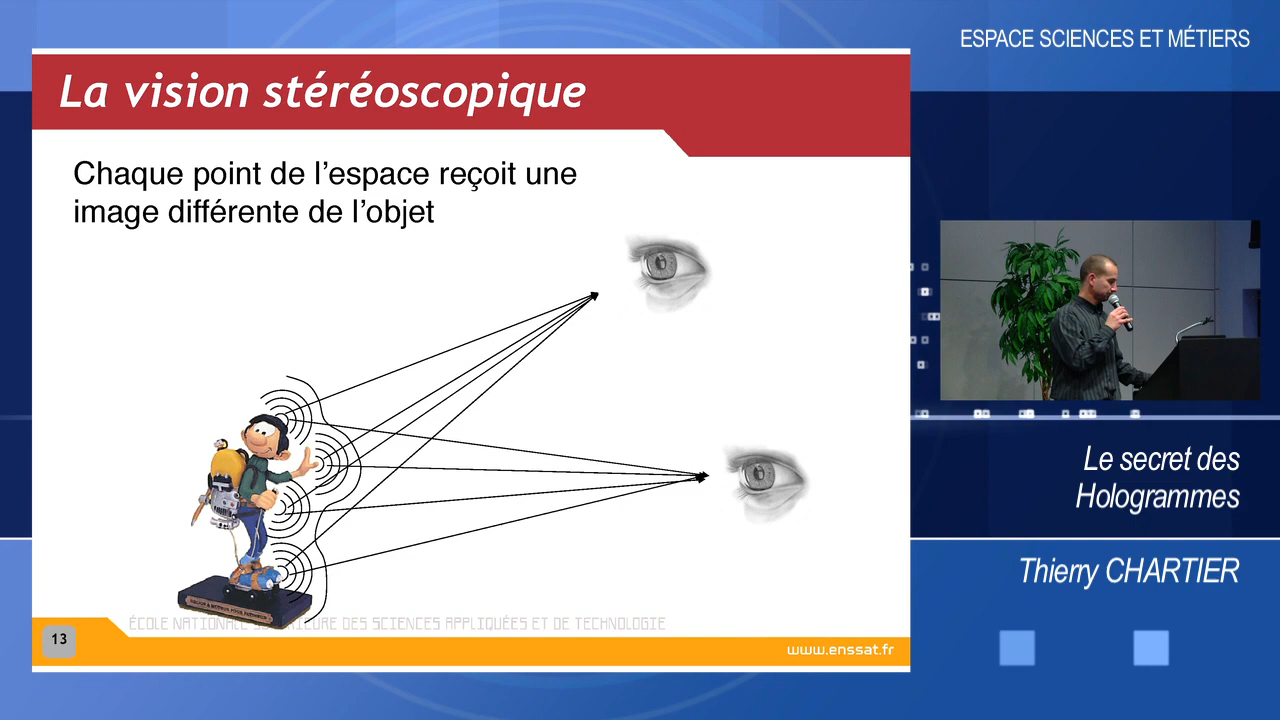 La vision stéréoscopique
Chaque point de l'espace reçoit une
image différente de l'objet
ÉCOLE NATIONALE SUPÉRIEURE DES SCIENCES APPLIQUÉES ET DE TECHNOLOGIE
13
www.enssat.fr
ESPACE SCIENCES ET MÉTIERS
Le secret des
Hologrammes
Thierry CHARTIER